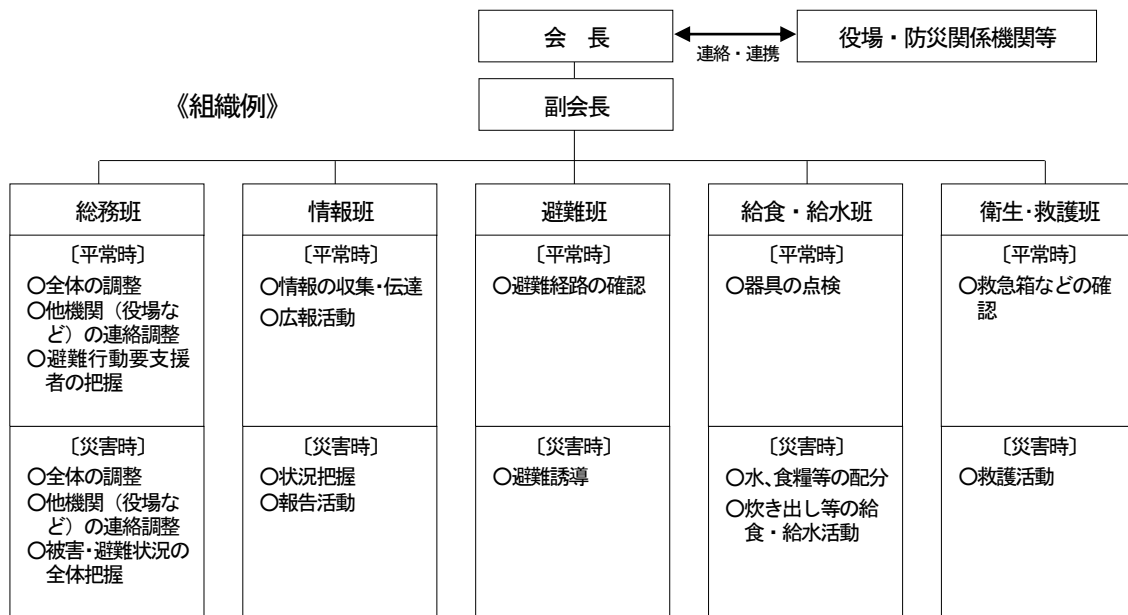 会 長
役場・防災関係機関等
連絡・連携
《組織例》
副会長
総務班
〔平常時〕
○全体の調整
○他機関（役場な
ど）の連絡調整
○避難行動要支援
者の把握
〔災害時〕
○全体の調整
○他機関（役場な
ど）の連絡調整
○被害・避難状況の
全体把握
情報班
〔平常時〕
○情報の収集・伝達
○広報活動
〔災害時〕
○状況把握
○報告活動
避難班
〔平常時〕
○避難経路の確認
〔災害時〕
○避難誘導
給食・給水班
〔平常時〕
○器具の点検
〔災害時〕
○水、食糧等の配分
○炊き出し等の給
食・給水活動
衛生・救護班
〔平常時〕
○救急箱などの確
認
〔災害時〕
○救護活動